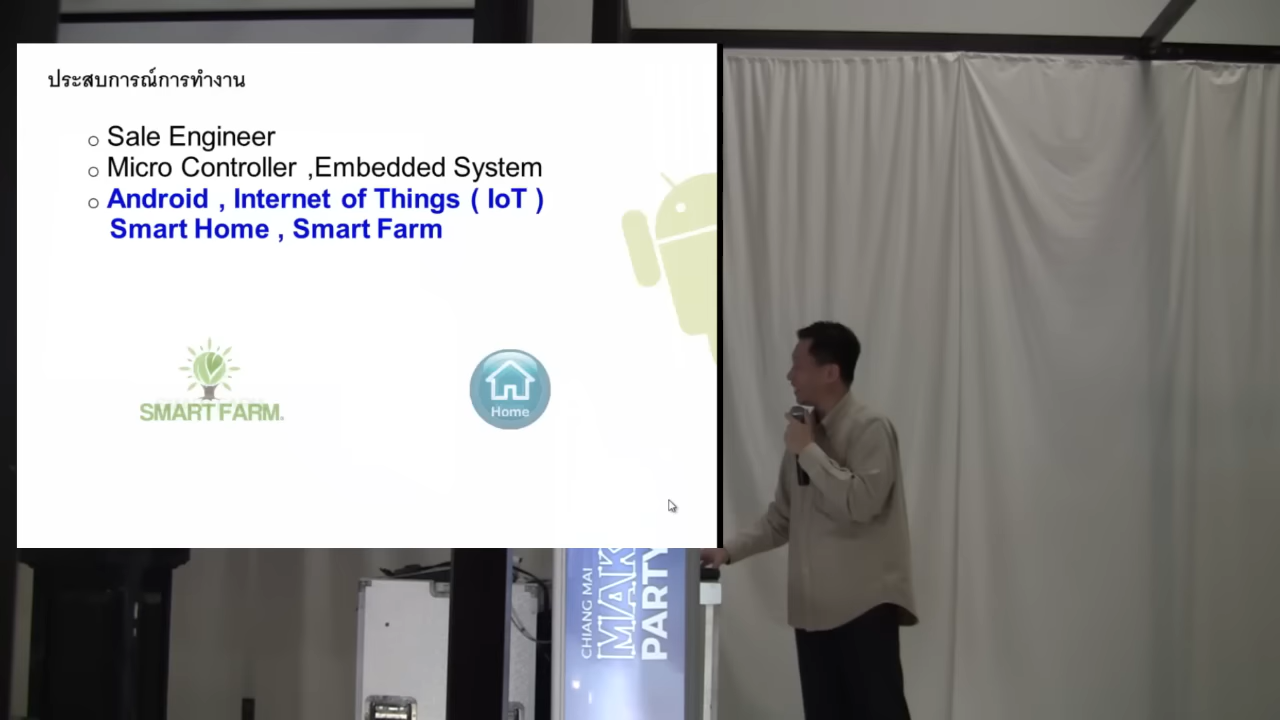 ประสบการณ์การทำงาน
Sale Engineer
Micro Controller ,Embedded System
Android , Internet of Things ( IoT )
Smart Home , Smart Farm
SMART FARM
Home
CHIANG MAI
PARTY